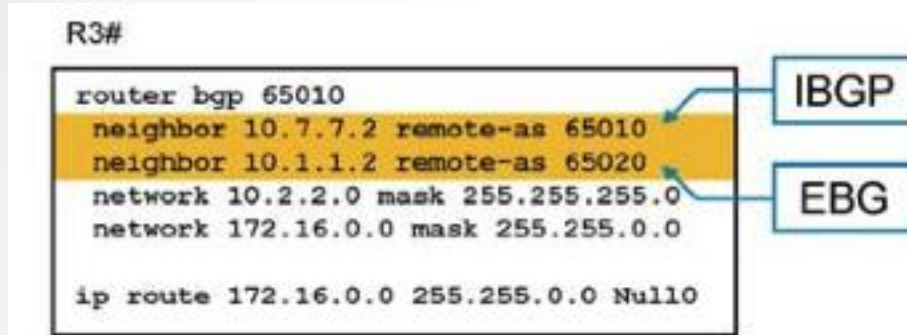 R3#
router bgp 65010
neighbor 10.7.7.2 remote-as 65010
neighbor 10.1.1.2 remote-as 65020
network 10.2.2.0 mask 255.255.255.0
network 172.16.0.0 mask 255.255.0.0
ip route 172.16.0.0 255.255.0.0 Null0
IBGP
EBG